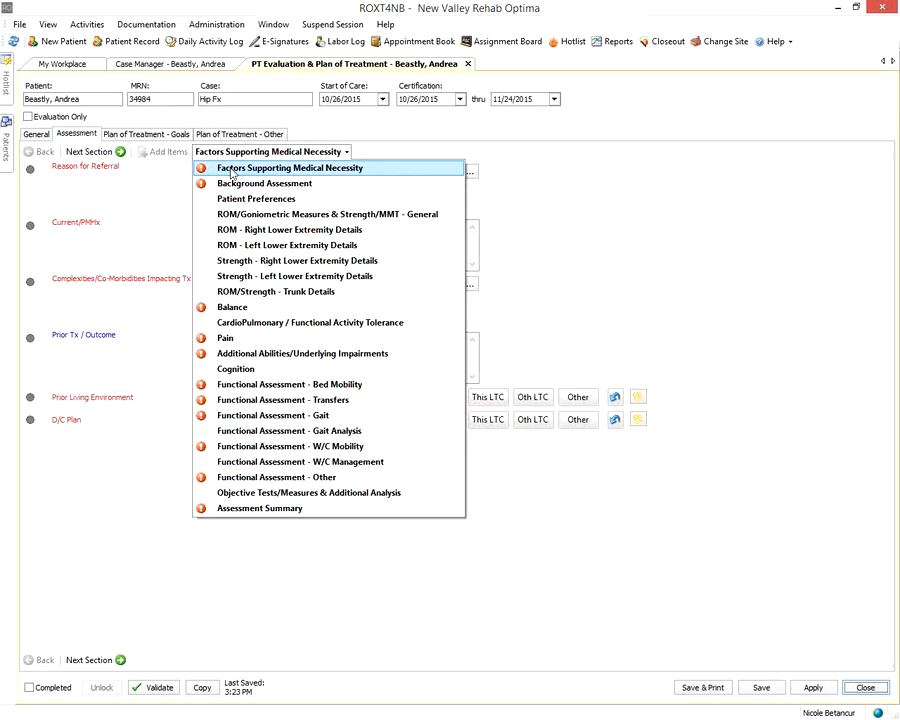 ROXT4NB - New Valley Rehab Optima
File View Activities Documentation Administration Window Suspend Session Help
New Patient Patient Record Daily Activity Log E-Signatures Labor Log Appointment Book Assignment Board Hotlist Reports Closeout Change Site Help
My Workplace Case Manager - Beastly, Andrea PT Evaluation & Plan of Treatment - Beastly, Andrea
Hotlist
Patients
Patient: MRN: Case: Start of Care: Certification:
Beastly, Andrea 34984 Hip Fx 10/26/2015 10/26/2015 thru 11/24/2015
Evaluation Only
General Assessment Plan of Treatment - Goals Plan of Treatment - Other
Back Next Section Add Items Factors Supporting Medical Necessity
Reason for Referral
Current/PMHx
Complexities/Co-Morbidities Impacting Tx
Prior Tx / Outcome
Prior Living Environment This LTC Oth LTC Other
D/C Plan This LTC Oth LTC Other
Factors Supporting Medical Necessity
Background Assessment
Patient Preferences
ROM/Goniometric Measures & Strength/MMT - General
ROM - Right Lower Extremity Details
ROM - Left Lower Extremity Details
Strength - Right Lower Extremity Details
Strength - Left Lower Extremity Details
ROM/Strength - Trunk Details
Balance
CardioPulmonary / Functional Activity Tolerance
Pain
Additional Abilities/Underlying Impairments
Cognition
Functional Assessment - Bed Mobility
Functional Assessment - Transfers
Functional Assessment - Gait
Functional Assessment - Gait Analysis
Functional Assessment - W/C Mobility
Functional Assessment - W/C Management
Functional Assessment - Other
Objective Tests/Measures & Additional Analysis
Assessment Summary
Back Next Section
Completed Unlock Validate Copy Last Saved: Save & Print Save Apply Close
3:23 PM
Nicole Betancur